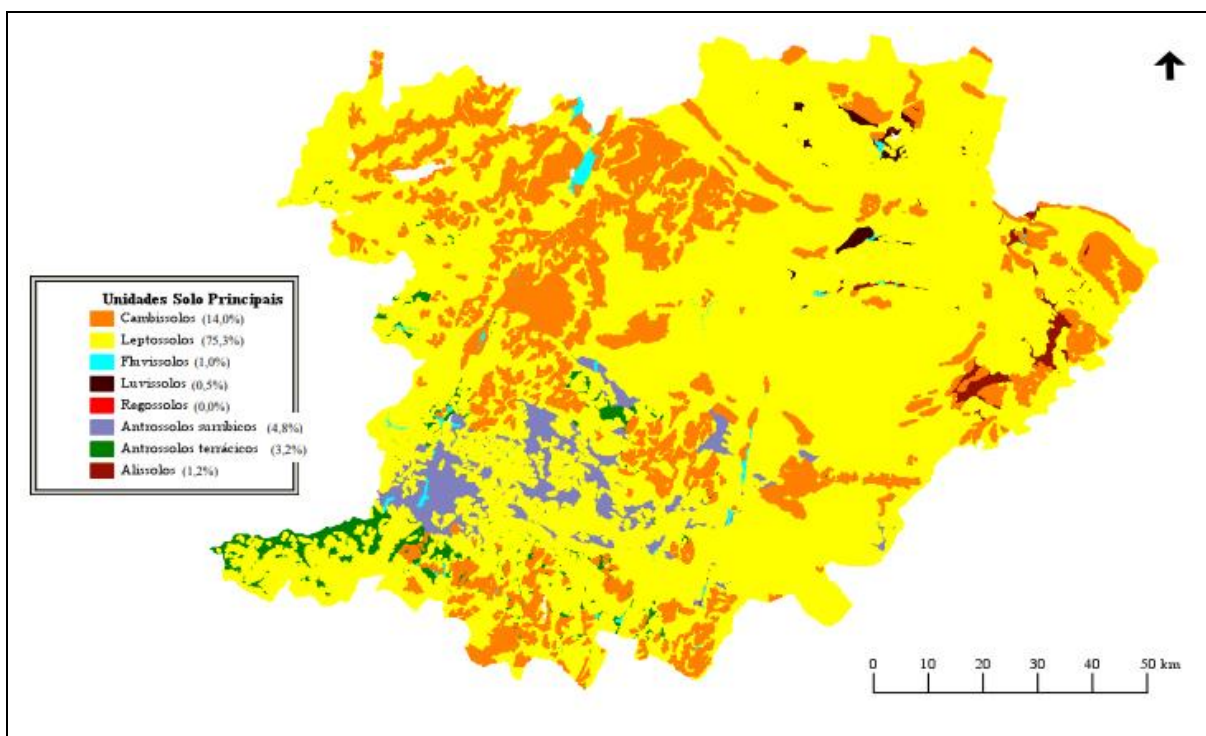 Unidades Solo Principais
Cambissolos (14,0%)
Leptossolos (75,3%)
Fluvissolos (1,0%)
Luvissolos (0,5%)
Regossolos (0,0%)
Antrossolos surríbicos (4,8%)
Antrossolos terrácicos (3,2%)
Alissolos (1,2%)
0 10 20 30 40 50 km